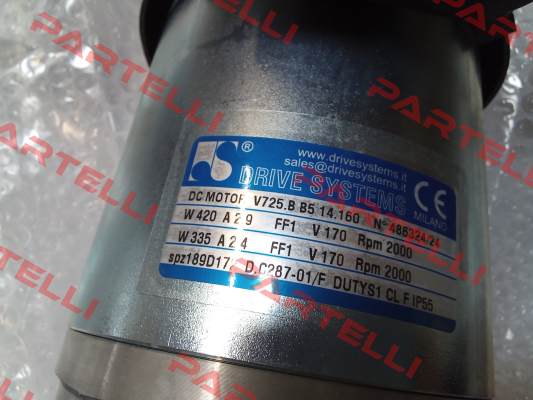 PARTELLI
PARTELLI
PARTELLI
PARTELLI
PARTELLI
dS ®
www.drivesystems.it
sales@drivesystems.it
DRIVE SYSTEMS
CE
MILANO
DC MOTOR V725.B B5 14.160 N° 486324/24
W 420 A 2 9 FF1 V 170 Rpm 2000
W 335 A 2 4 FF1 V 170 Rpm 2000
spz189D17 D.C287-01/F DUTYS1 CL F IP55